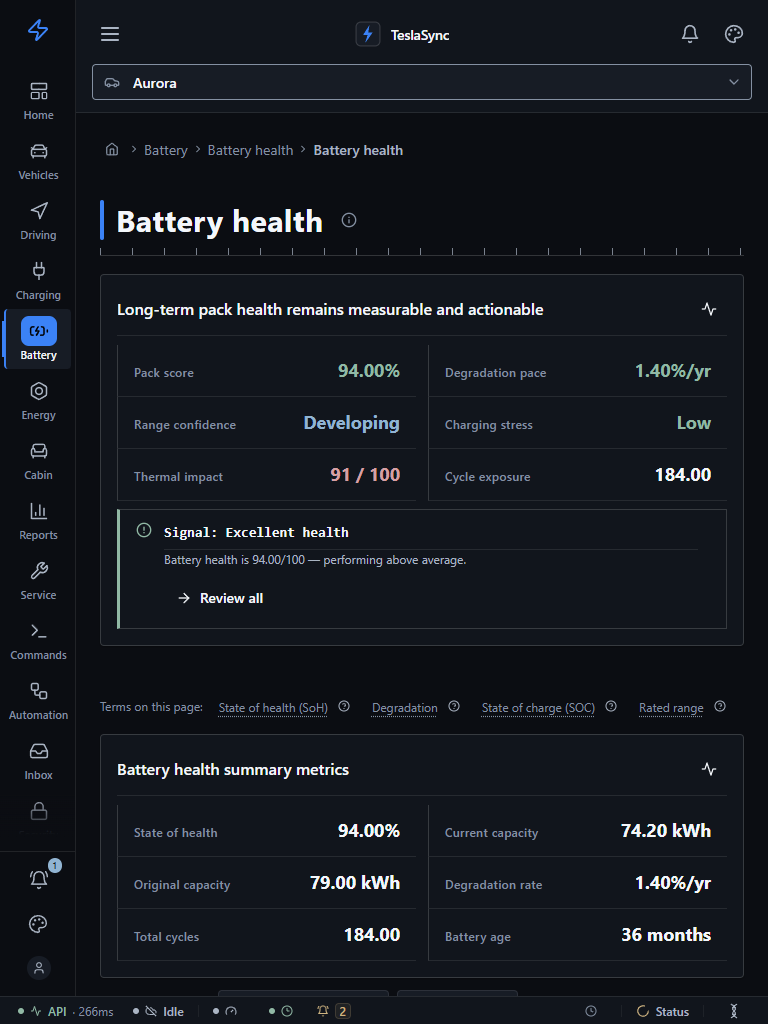 TeslaSync
Aurora
Home
Vehicles
Driving
Charging
Battery
Energy
Cabin
Reports
Service
Commands
Automation
Inbox
1
Battery
Battery health
Battery health
Battery health
Long-term pack health remains measurable and actionable
Pack score 94.00%
Degradation pace 1.40%/yr
Range confidence Developing
Charging stress Low
Thermal impact 91 / 100
Cycle exposure 184.00
Signal: Excellent health
Battery health is 94.00/100 — performing above average.
Review all
Terms on this page: State of health (SoH) Degradation State of charge (SOC) Rated range
Battery health summary metrics
State of health 94.00%
Current capacity 74.20 kWh
Original capacity 79.00 kWh
Degradation rate 1.40%/yr
Total cycles 184.00
Battery age 36 months
API · 266ms Idle 2 Status